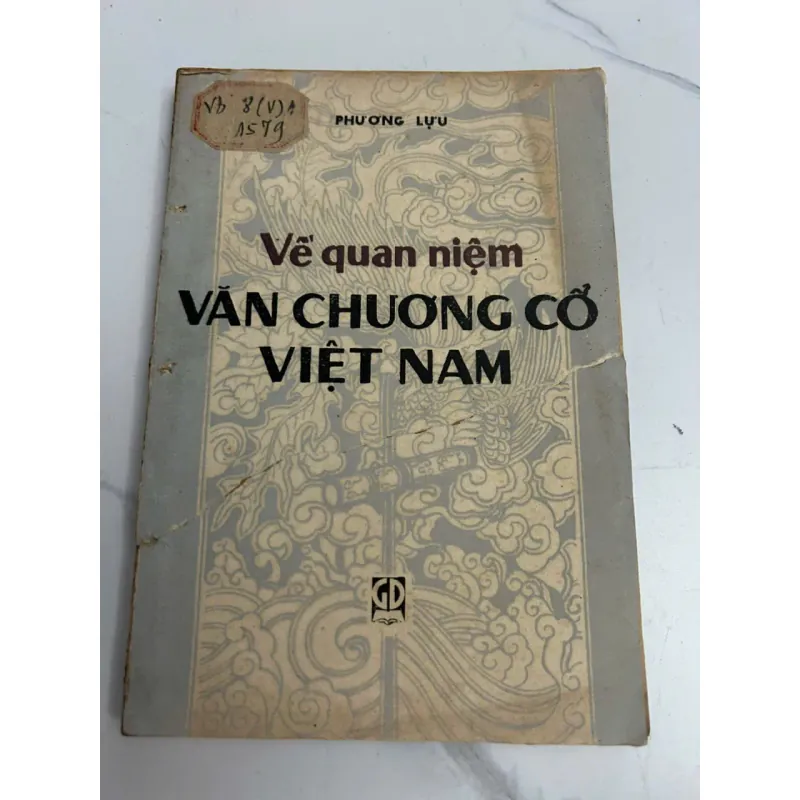 Vb 8(V)1
1579
PHƯƠNG LỰU
Về quan niệm
VĂN CHƯƠNG CỔ
VIỆT NAM
GD